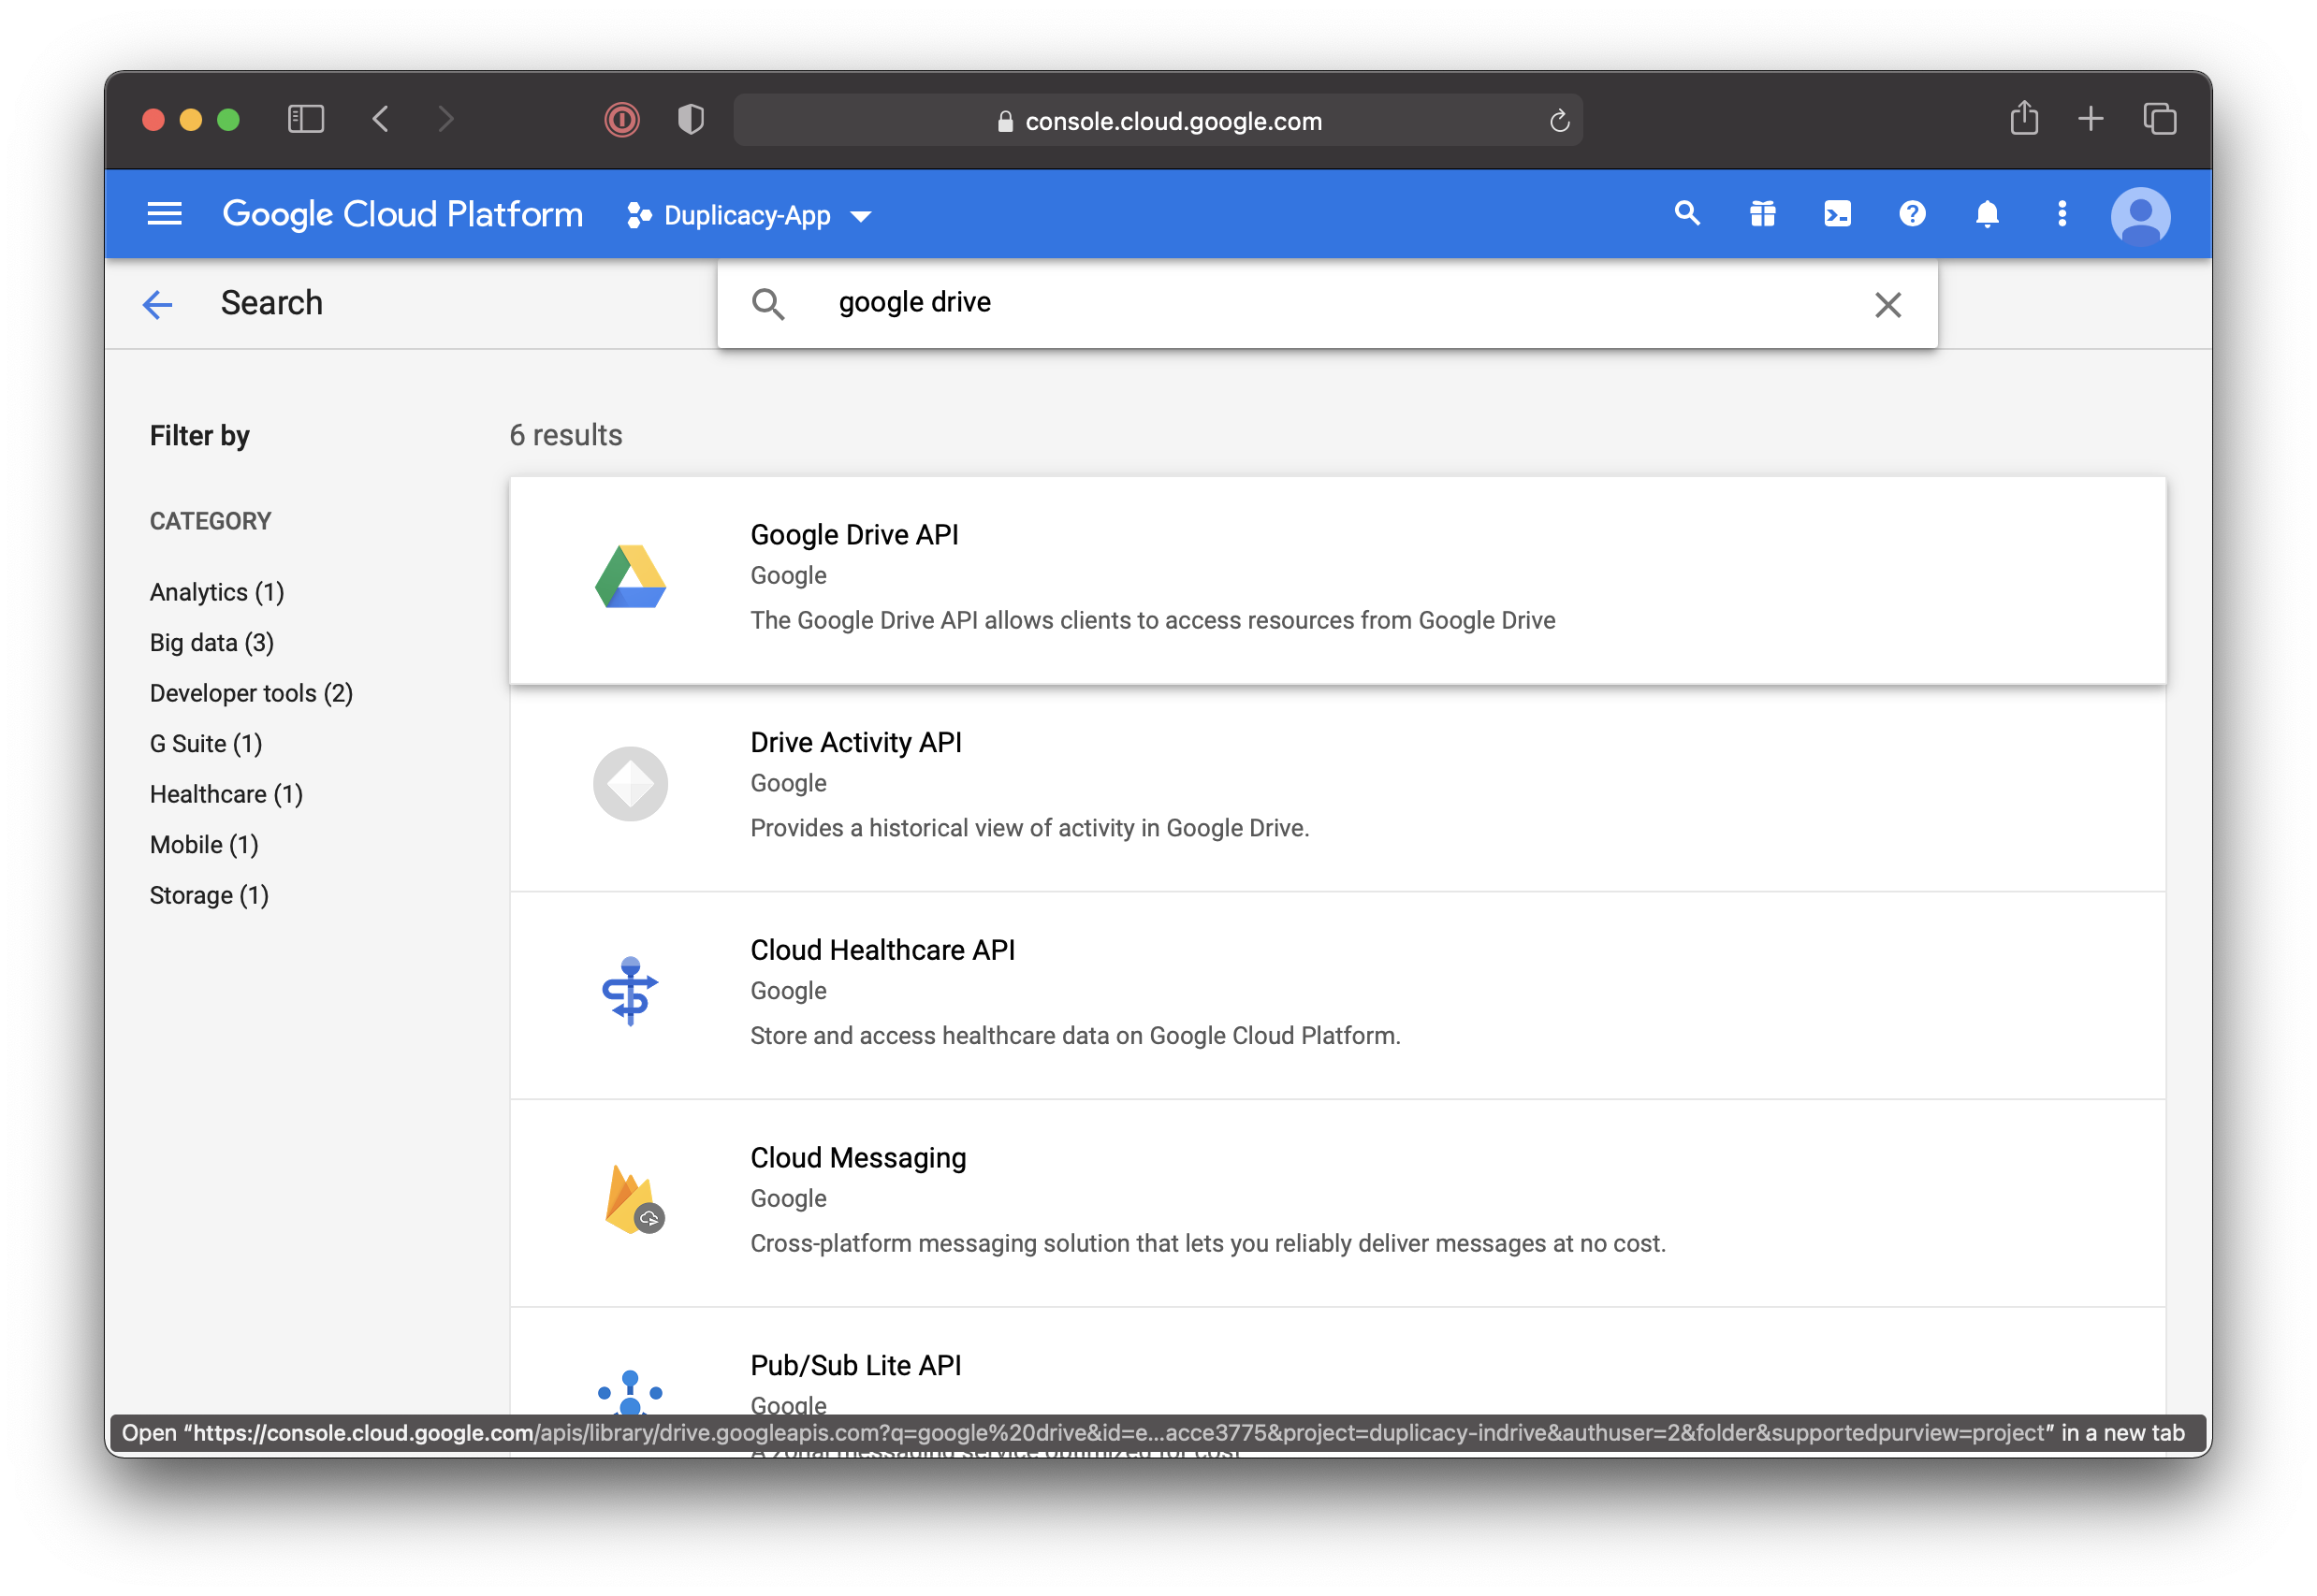 console.cloud.google.com
Google Cloud Platform
Duplicacy-App
Search
google drive
Filter by
CATEGORY
Analytics (1)
Big data (3)
Developer tools (2)
G Suite (1)
Healthcare (1)
Mobile (1)
Storage (1)
6 results
Google Drive API
Google
The Google Drive API allows clients to access resources from Google Drive
Drive Activity API
Google
Provides a historical view of activity in Google Drive.
Cloud Healthcare API
Google
Store and access healthcare data on Google Cloud Platform.
Cloud Messaging
Google
Cross-platform messaging solution that lets you reliably deliver messages at no cost.
Pub/Sub Lite API
Google
A zonal messaging service optimized for cost
Open “https://console.cloud.google.com/apis/library/drive.googleapis.com?q=google%20drive&id=e...acce3775&project=duplicacy-indrive&authuser=2&folder&supportedpurview=project” in a new tab